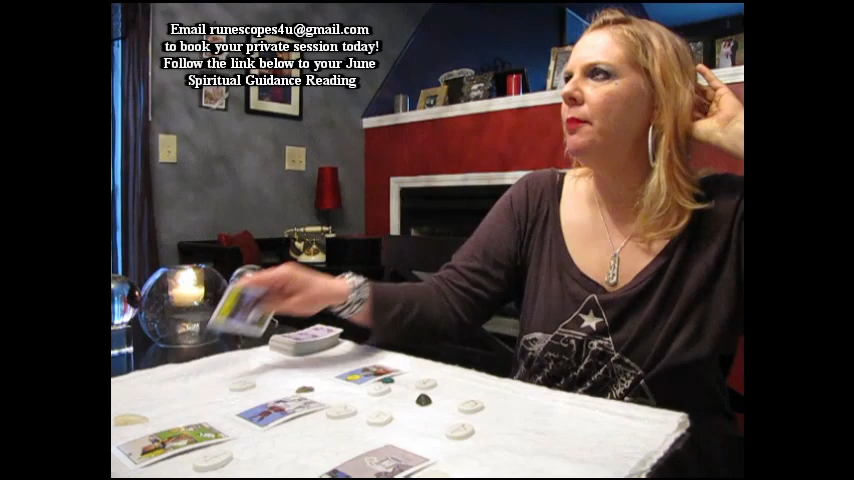 Email runescopes4u@gmail.com
to book your private session today!
Follow the link below to your June
Spiritual Guidance Reading